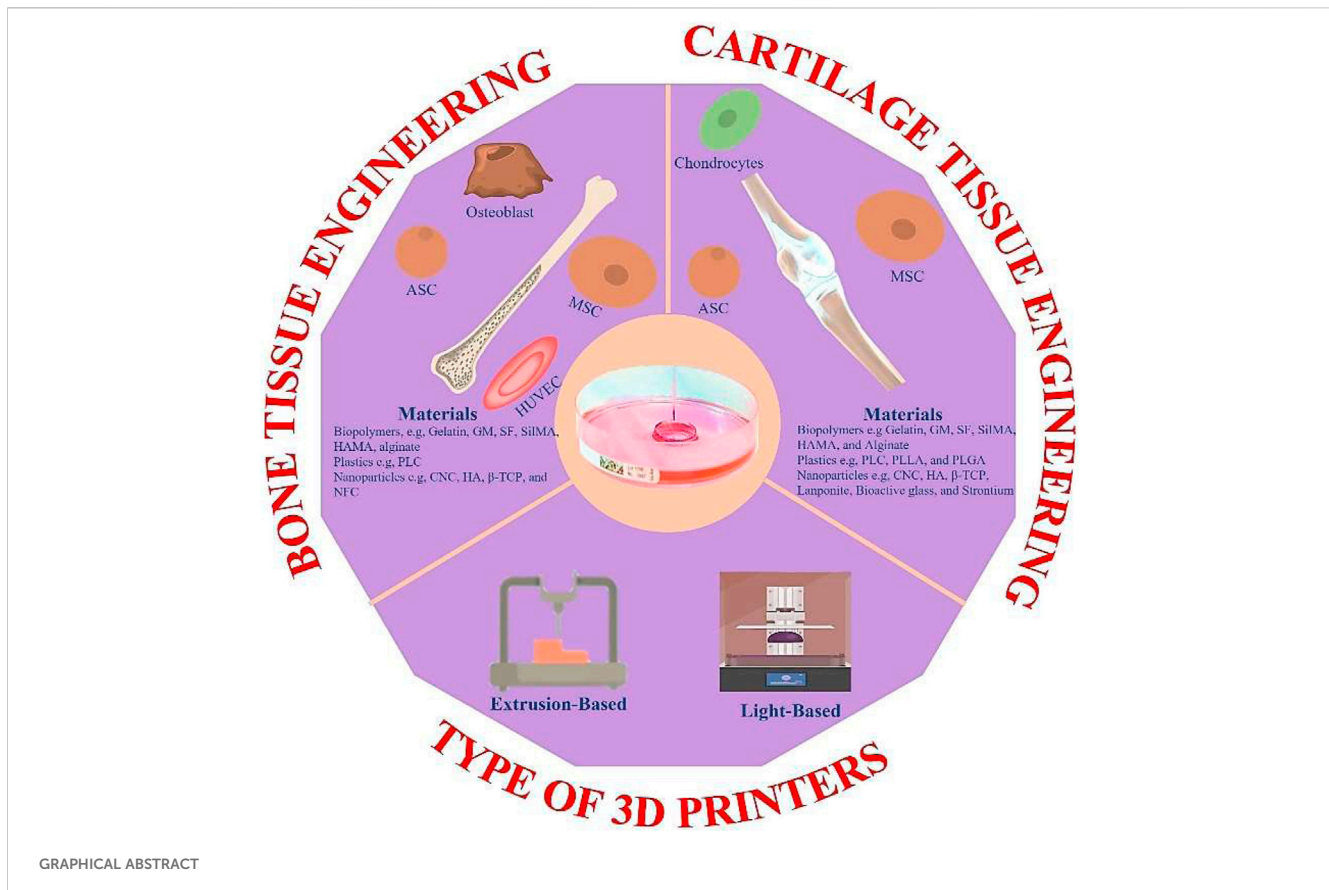 BONE TISSUE ENGINEERING
CARTILAGE TISSUE ENGINEERING
Osteoblast
ASC
MSC
HUVEC
Materials
Biopolymers, e.g, Gelatin, GM, SF, SilMA,
HAMA, alginate
Plastics e.g, PLC
Nanoparticles e.g, CNC, HA, β-TCP, and
NFC
Chondrocytes
MSC
ASC
Materials
Biopolymers e.g Gelatin, GM, SF, SilMA,
HAMA, and Alginate
Plastics e.g, PLC, PLLA, and PLGA
Nanoparticles e.g, CNC, HA, β-TCP,
Lanponite, Bioactive glass, and Strontium
Extrusion-Based
Light-Based
TYPE OF 3D PRINTERS
GRAPHICAL ABSTRACT